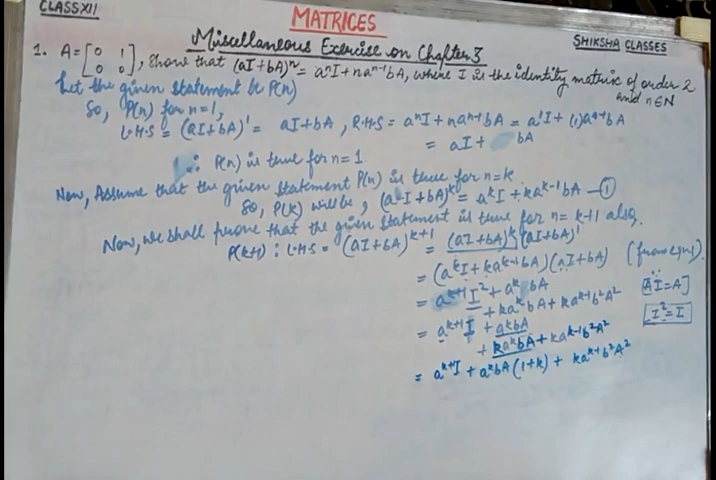 CLASS XII
MATRICES
Miscellaneous Exercise on Chapter 3
SHIKSHA CLASSES
1. A = [0 1 0 0], Show that (aI+bA)ⁿ = aⁿI + naⁿ⁻¹bA, where I is the identity matrix of order 2 and n∈N
Let the given statement be P(n)
So, P(n) for n=1,
L·H·S = (aI+bA)¹ = aI+bA, R·H·S = aⁿI + naⁿ⁻¹bA = a¹I + (1)a¹⁻¹bA
= aI + bA
∴ P(n) is true for n=1
Now, Assume that the given statement P(n) is true for n=k
So, P(k) will be, (aI+bA)ᵏ = aᵏI + kaᵏ⁻¹bA —①
Now, we shall prove that the given statement is true for n=k+1 also,
P(k+1): L·H·S = (aI+bA)ᵏ⁺¹ = (aI+bA)ᵏ (aI+bA)¹
= (aᵏI + kaᵏ⁻¹bA)(aI+bA) (from eqn 1)
= aᵏ⁺¹I² + aᵏ bA [∵ AI=A]
+ kaᵏbA + kaᵏ⁻¹b²A² I²=I
= aᵏ⁺¹I + aᵏbA
+ kaᵏbA + kaᵏ⁻¹b²A²
= aᵏ⁺¹I + aᵏbA(1+k) + kaᵏ⁻¹b²A²